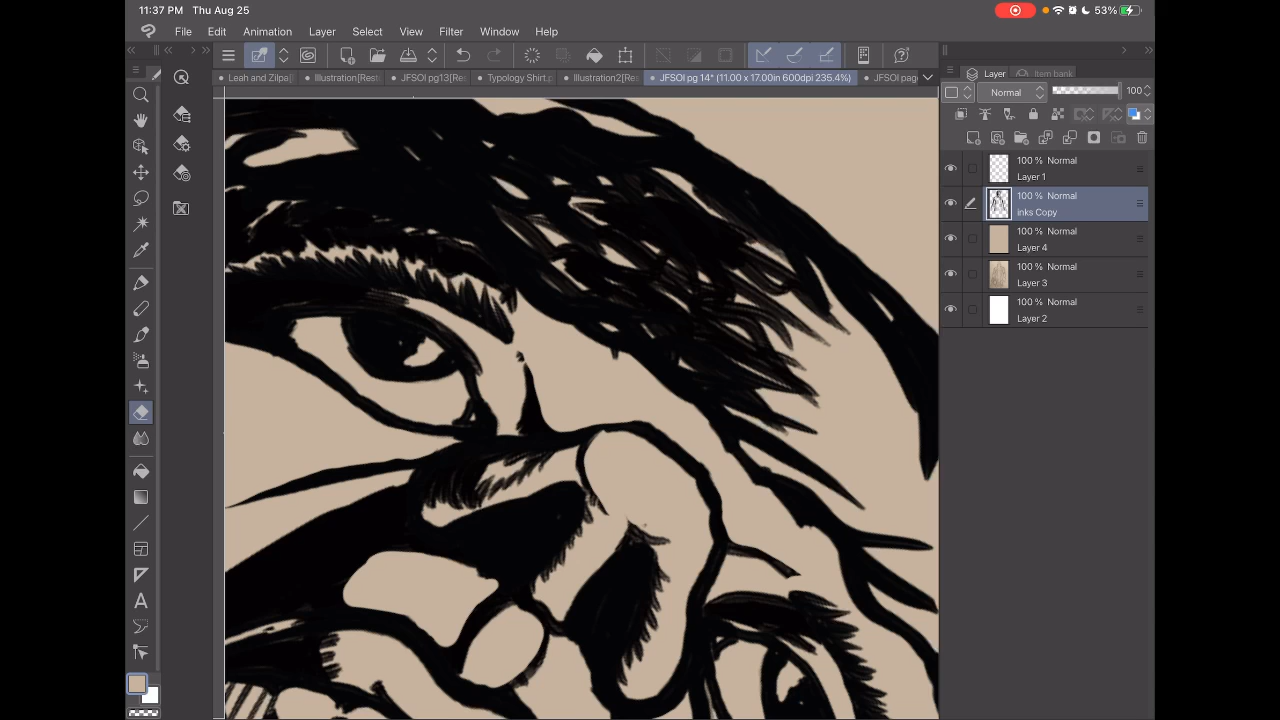 11:37 PM Thu Aug 25
53%
File Edit Animation Layer Select View Filter Window Help
Leah and Zilpa[ Illustration[Rest JFSOI pg13[Re: Typology Shirt. Illustration2[Res JFSOI pg 14* (11.00 x 17.00in 600dpi 235.4%) JFSOI page
Layer Item bank
Normal 100
100 % Normal
Layer 1
100 % Normal
inks Copy
100 % Normal
Layer 4
100 % Normal
Layer 3
100 % Normal
Layer 2
A